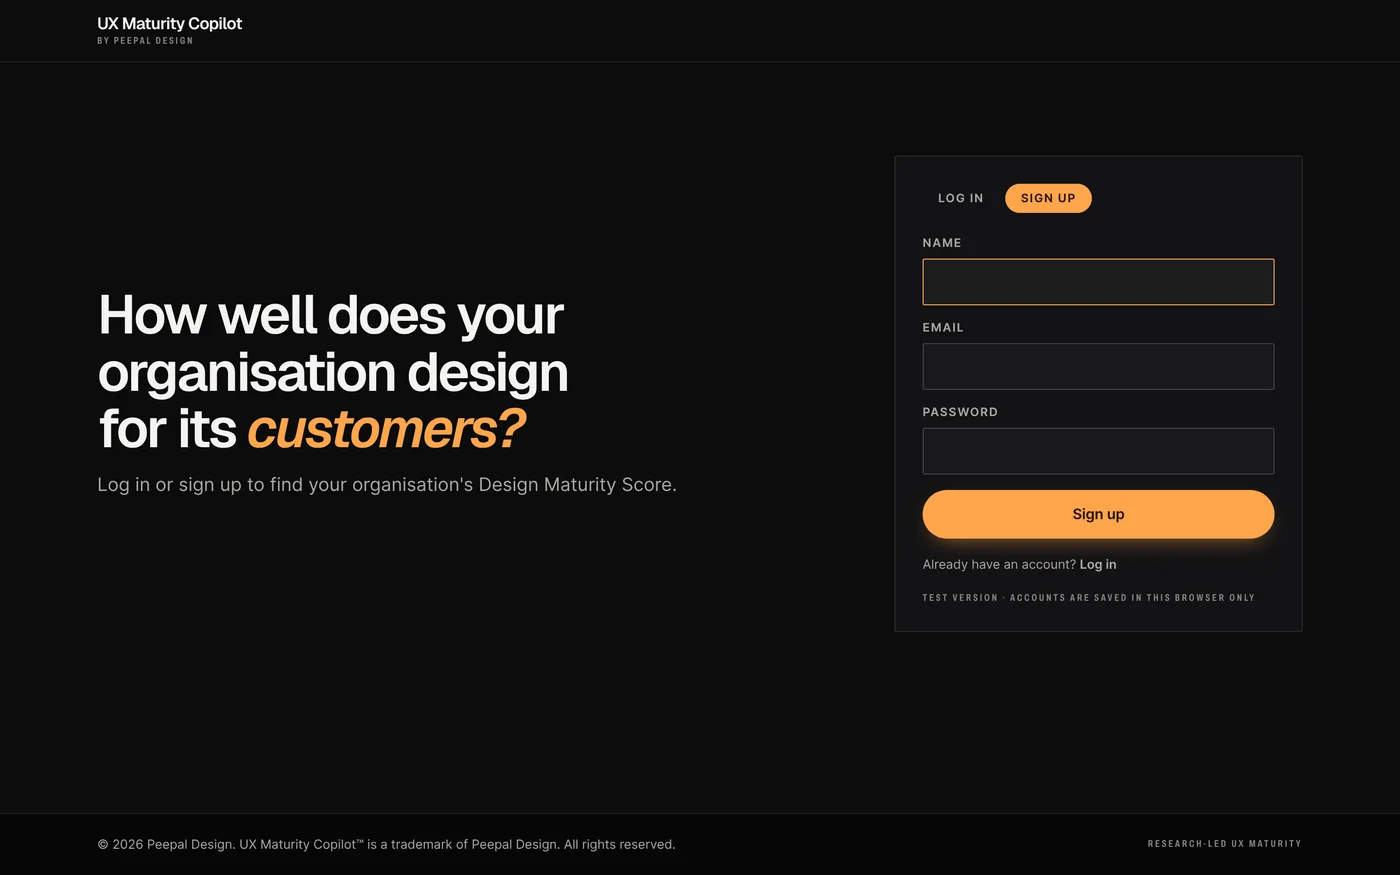 UX Maturity Copilot
BY PEEPAL DESIGN
How well does your
organisation design
for its customers?
Log in or sign up to find your organisation's Design Maturity Score.
LOG IN
SIGN UP
NAME
EMAIL
PASSWORD
Sign up
Already have an account? Log in
TEST VERSION · ACCOUNTS ARE SAVED IN THIS BROWSER ONLY
© 2026 Peepal Design. UX Maturity Copilot™ is a trademark of Peepal Design. All rights reserved.
RESEARCH-LED UX MATURITY